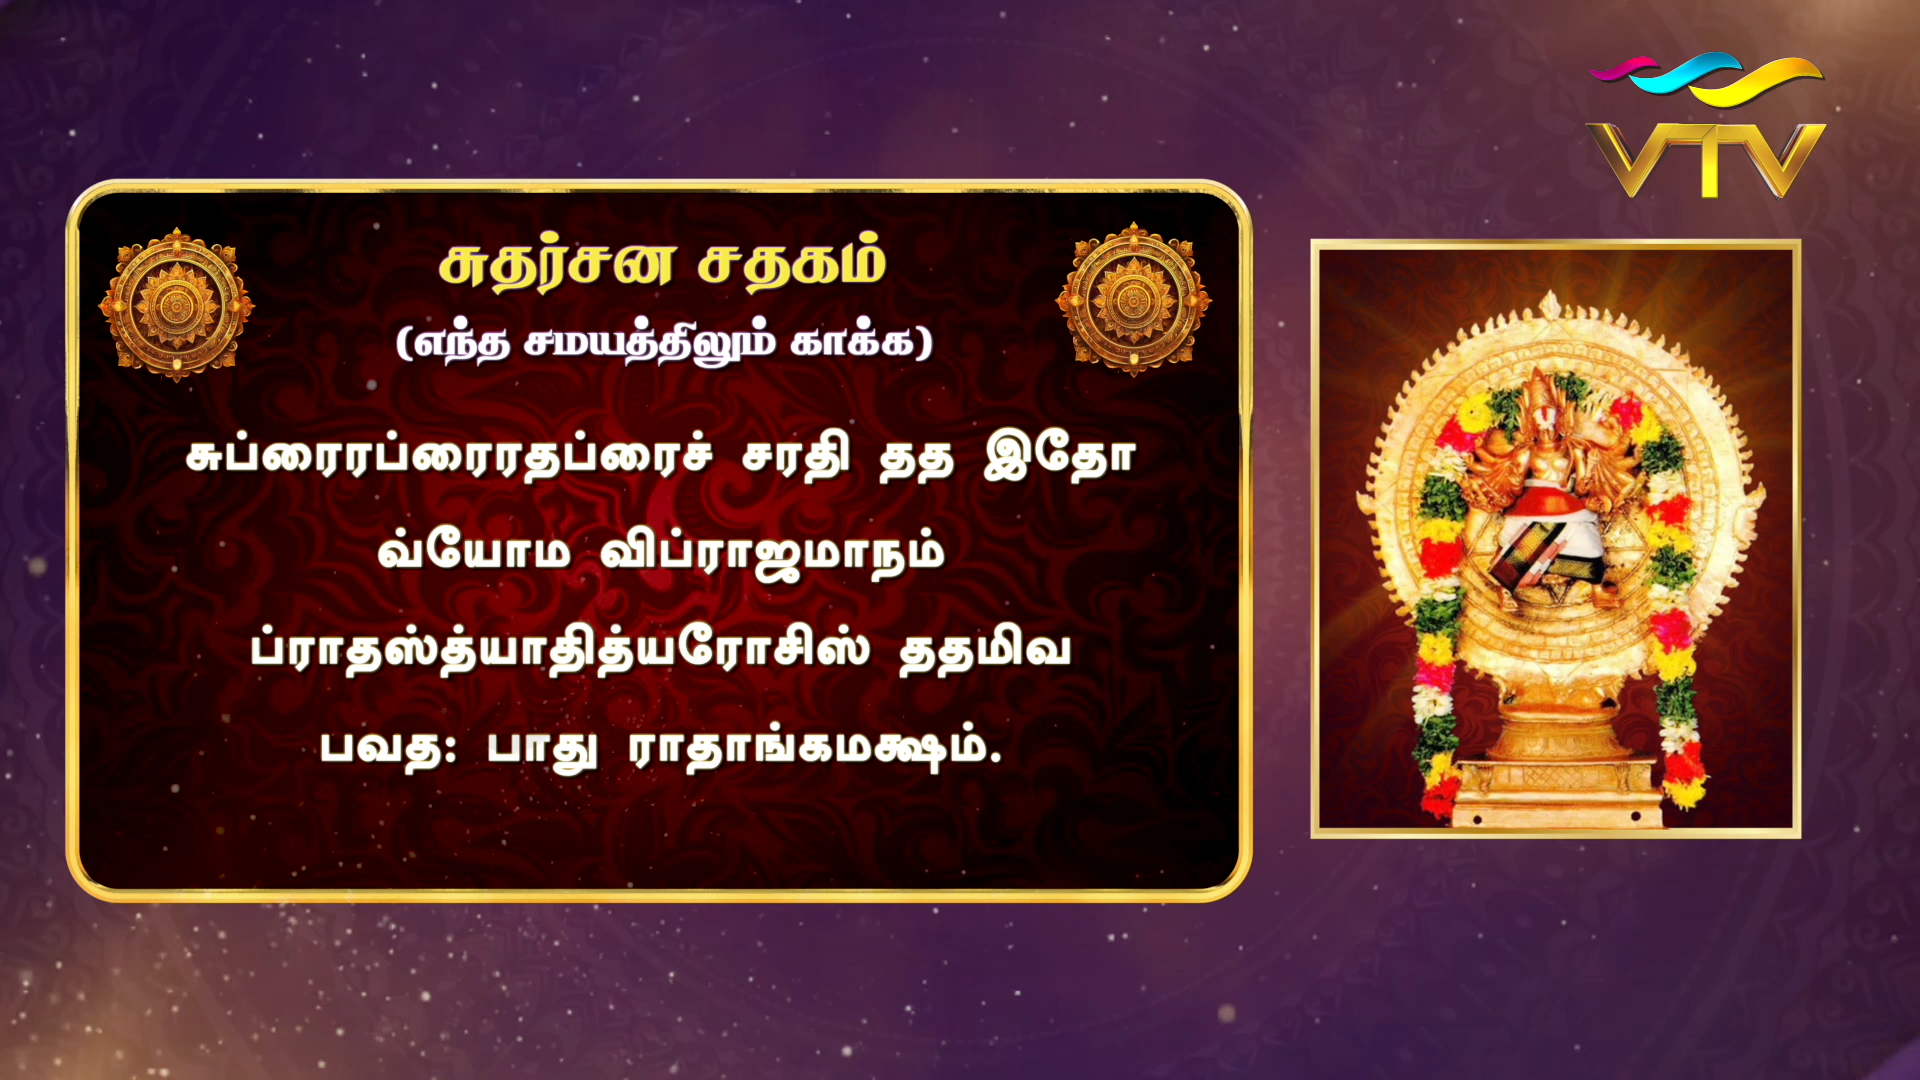 VTV
சுதர்சன சதகம்
(எந்த சமயத்திலும் காக்க)
சுப்ரைரப்ரைரதப்ரைச் சரதி தத இதோ
வ்யோம விப்ராஜமாநம்
ப்ராதஸ்த்யாதித்யரோசிஸ் ததமிவ
பவத: பாது ராதாங்கமக்ஷம்.